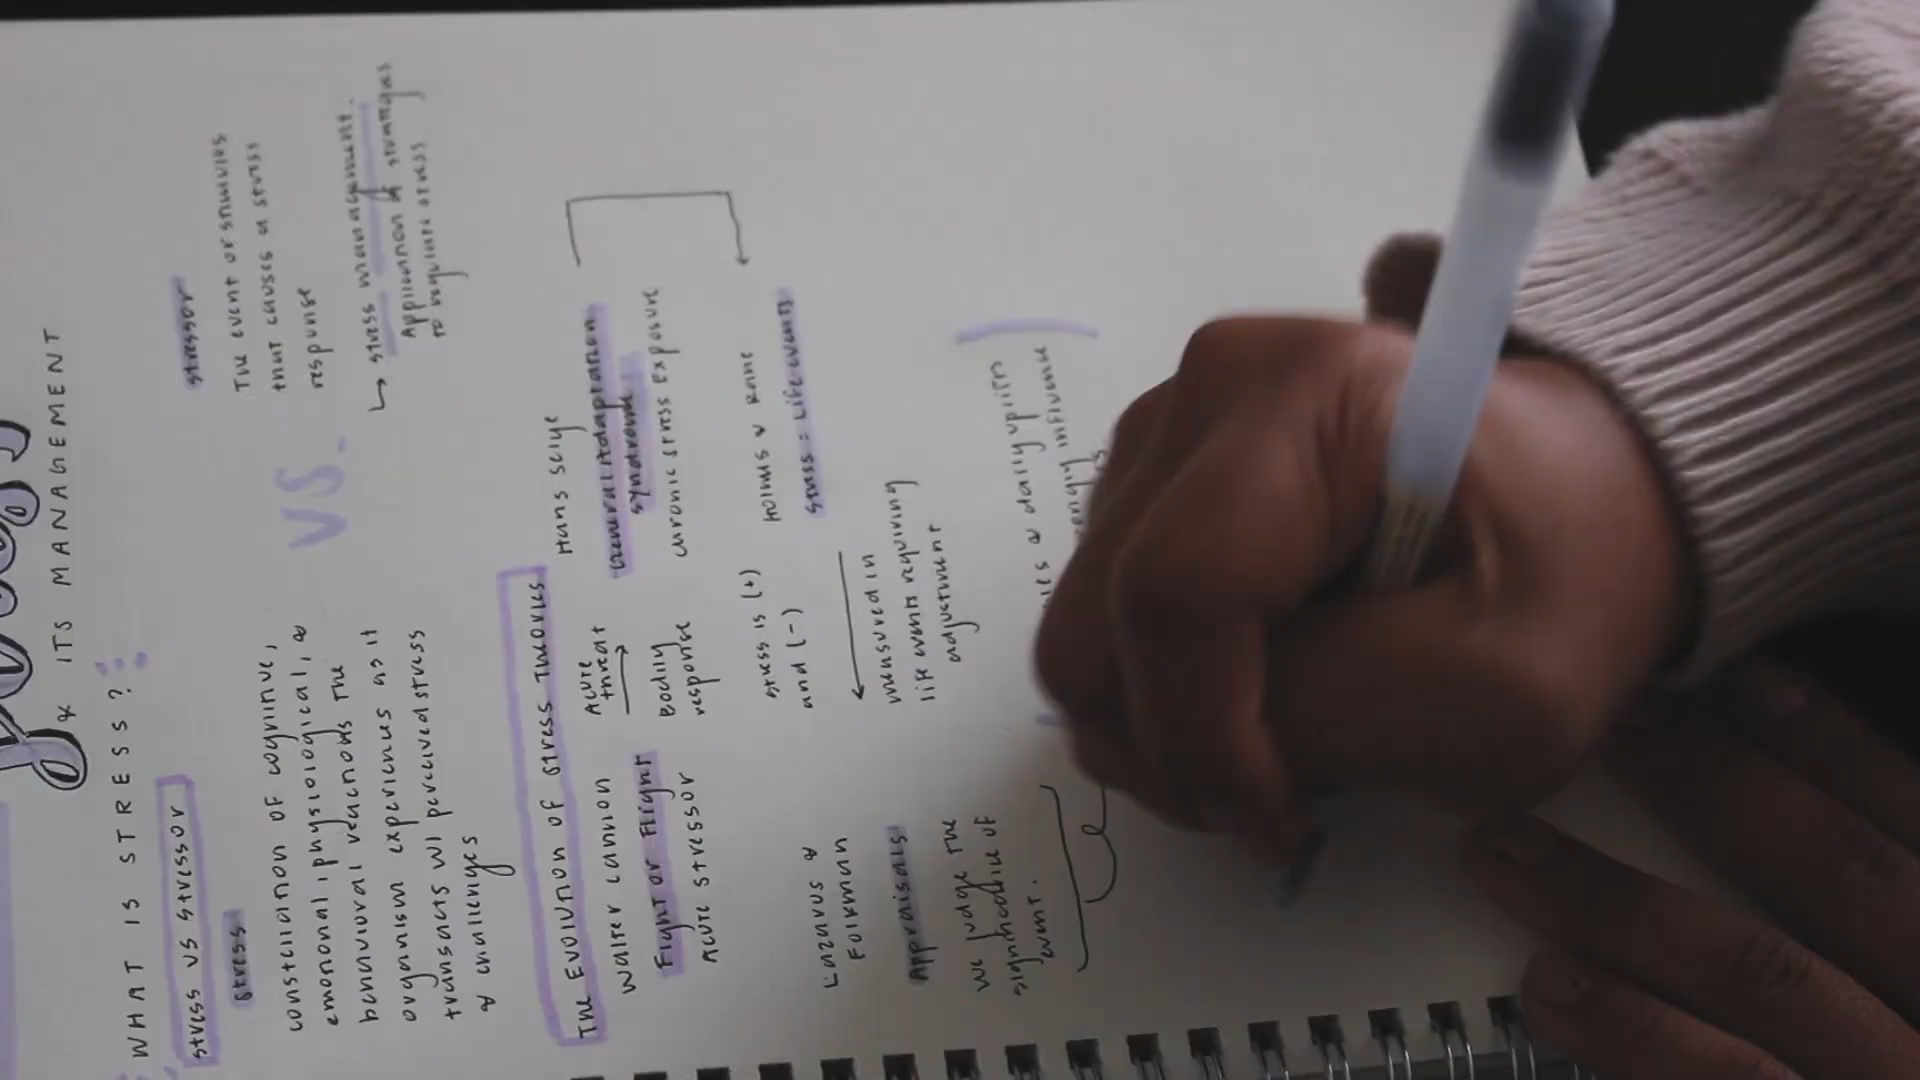 & ITS MANAGEMENT
WHAT IS STRESS?
stress vs stressor
stress
constellation of cognitive,
emotional, physiological, &
behavioral reactions the
organism experiences as it
transacts w/ perceived stress
& challenges
VS.
stressor
The event or stimulus
that causes a stress
response
↳ stress management.
Application of strategies
to regulate stress
The Evolution of Stress Theories
Walter Cannon
Fight or Flight
Acute stressor
Acute
threat
→
Bodily
response
Hans Selye
General Adaptation
syndrome
chronic stress exposure
stress is (+)
and (-)
Holms & Rahe
stress = Life events
measured in
life events requiring
adjustment
Lazarus &
Folkman
Appraisals
we judge the
significance of
event.
& daily uplifts
influence